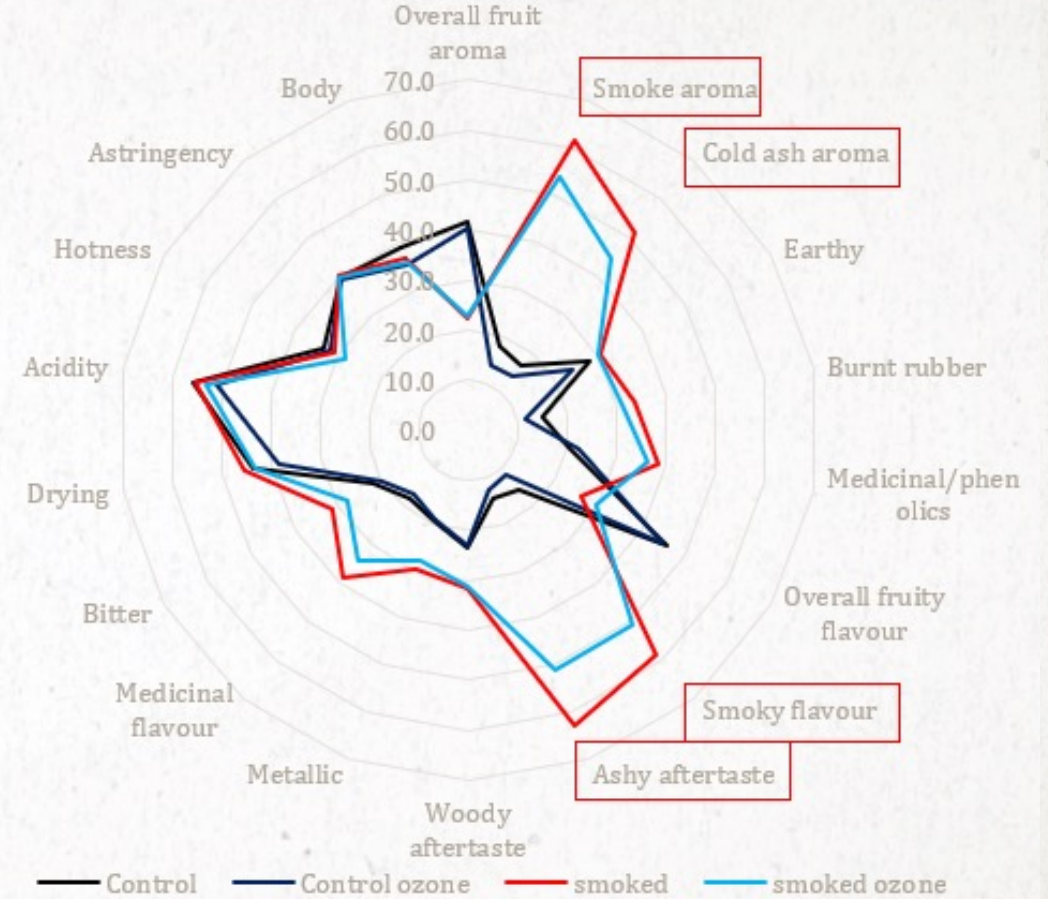 Overall fruit
aroma
Smoke aroma
Cold ash aroma
Earthy
Burnt rubber
Medicinal/phen
olics
Overall fruity
flavour
Smoky flavour
Ashy aftertaste
Woody
aftertaste
Metallic
Medicinal
flavour
Bitter
Drying
Acidity
Hotness
Astringency
Body
70.0
60.0
50.0
40.0
30.0
20.0
10.0
0.0
Control
Control ozone
smoked
smoked ozone